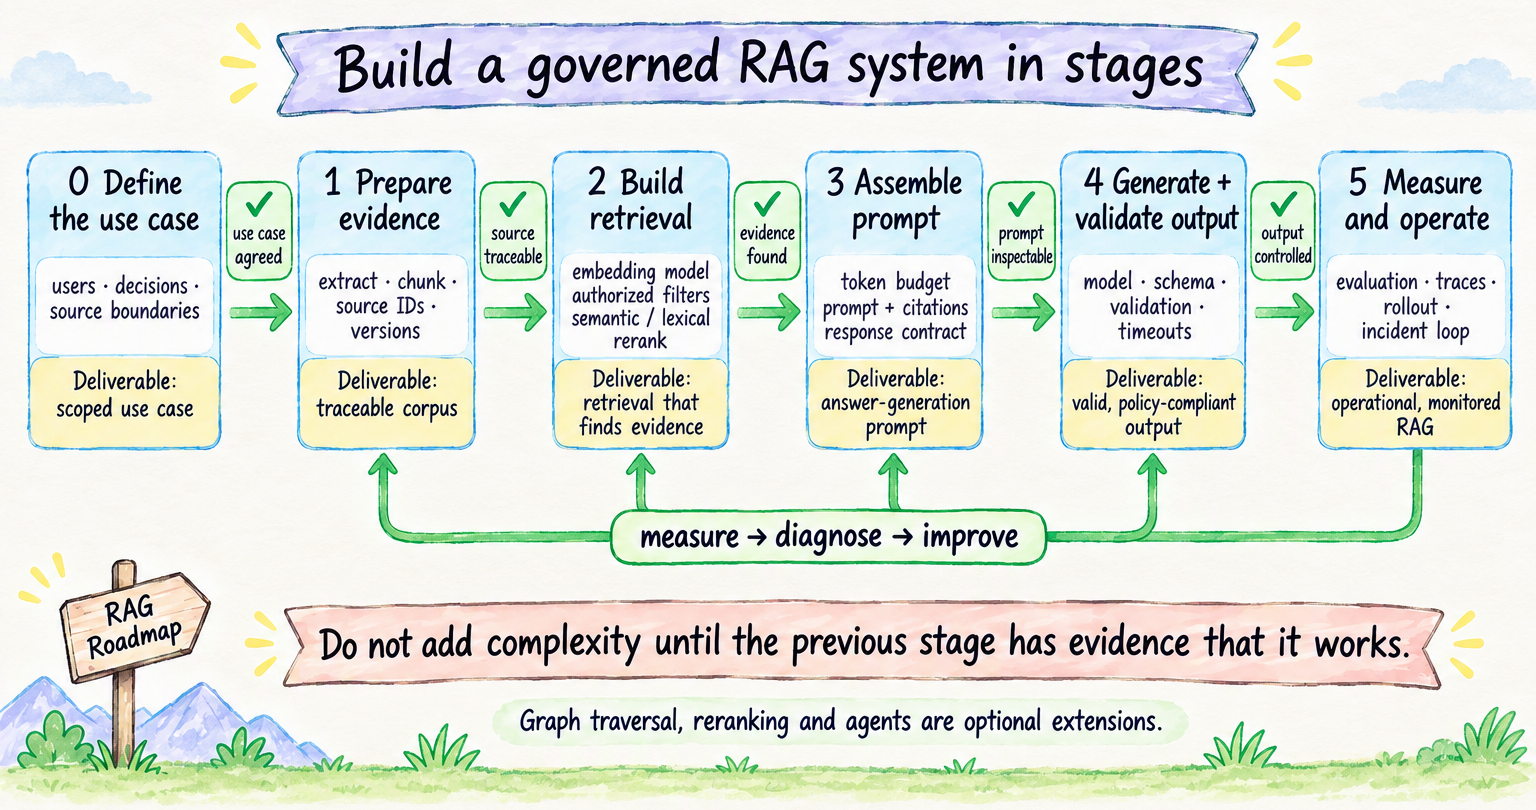 Build a governed RAG system in stages
0 Define
the use case
users · decisions ·
source boundaries
Deliverable:
scoped use case
✓
use case
agreed
1 Prepare
evidence
extract · chunk ·
source IDs ·
versions
Deliverable:
traceable corpus
✓
source
traceable
2 Build
retrieval
embedding model
authorized filters
semantic / lexical
rerank
Deliverable:
retrieval that
finds evidence
✓
evidence
found
3 Assemble
prompt
token budget
prompt + citations
response contract
Deliverable:
answer-generation
prompt
✓
prompt
inspectable
4 Generate +
validate output
model · schema ·
validation ·
timeouts
Deliverable:
valid, policy-compliant
output
✓
output
controlled
5 Measure
and operate
evaluation · traces ·
rollout ·
incident loop
Deliverable:
operational, monitored
RAG
measure → diagnose → improve
RAG
Roadmap
Do not add complexity until the previous stage has evidence that it works.
Graph traversal, reranking and agents are optional extensions.